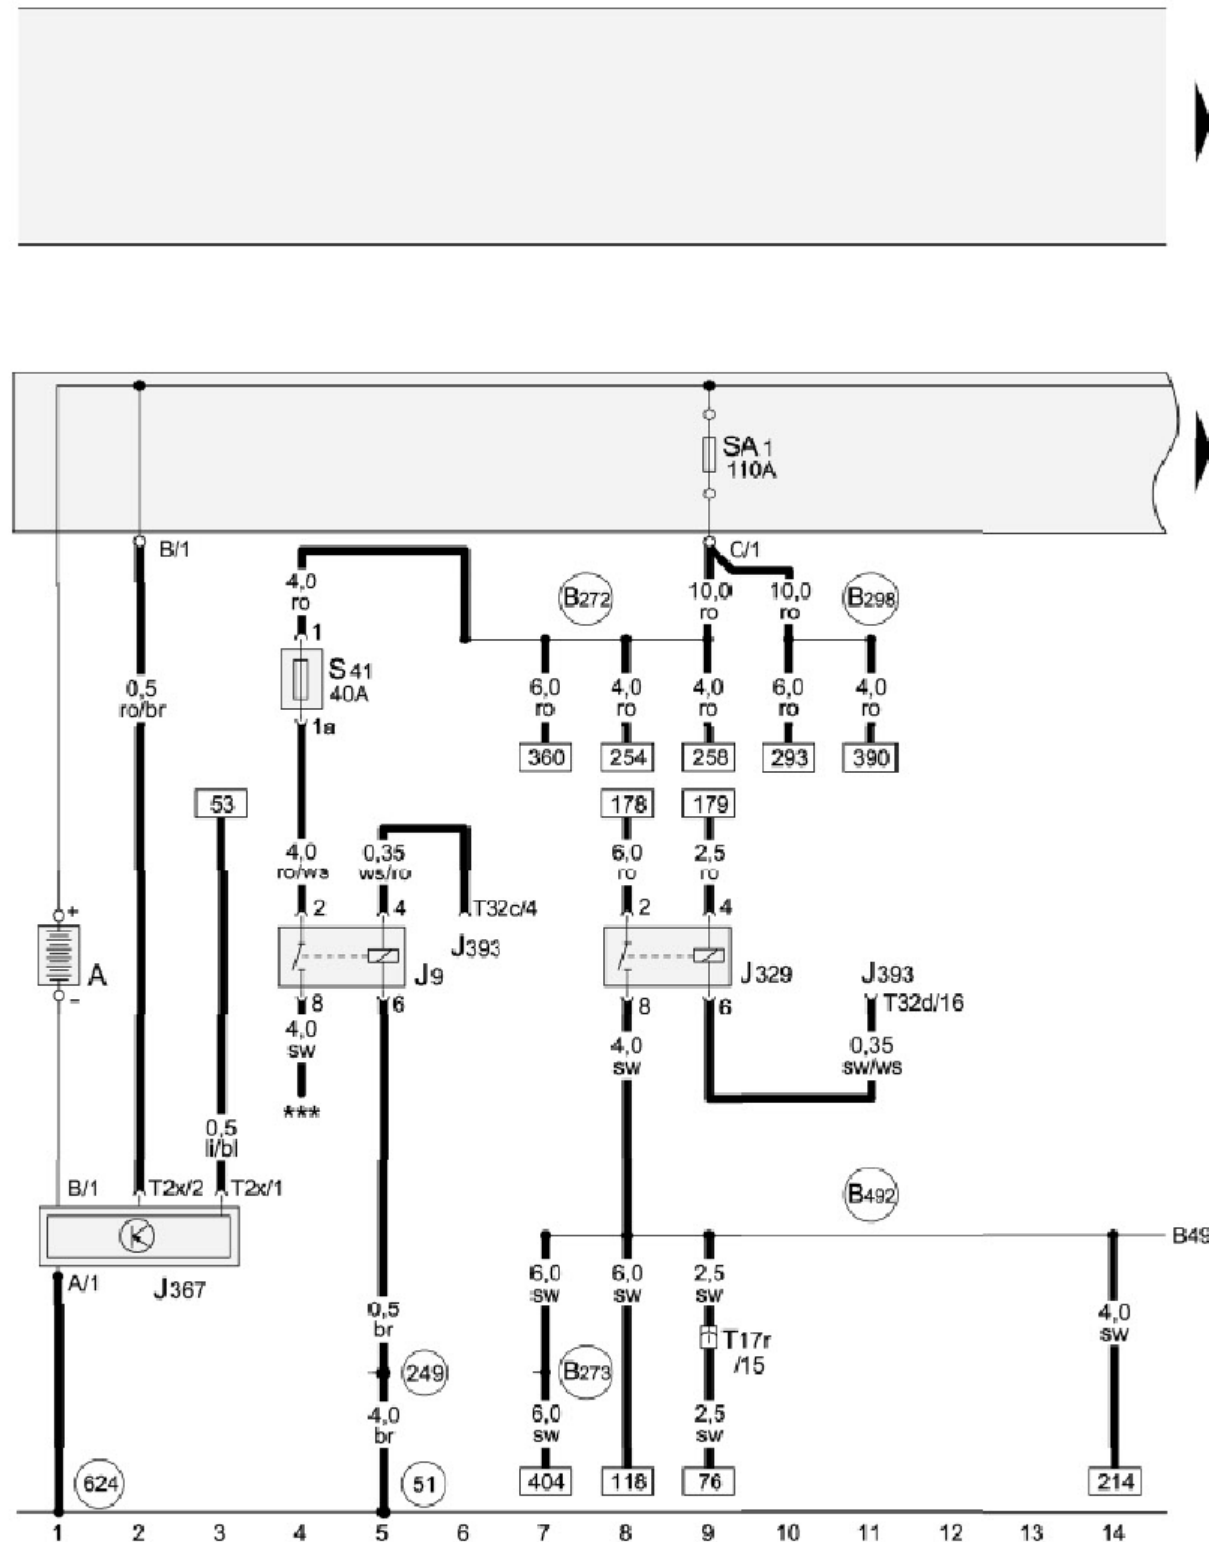 SA 1
110A
B/1
C/1
4,0
ro
10,0
ro
10,0
ro
B272
B298
1
S 41
40A
1a
0,5
ro/br
6,0
ro
4,0
ro
4,0
ro
6,0
ro
4,0
ro
360
254
258
293
390
53
178
179
4,0
ro/ws
0,35
ws/ro
6,0
ro
2,5
ro
+
A
-
2
4
T32c/4
J393
J9
8
6
2
4
J329
8
6
J393
T32d/16
4,0
sw
***
4,0
sw
0,35
sw/ws
0,5
li/bl
B/1
T2x/2
T2x/1
B492
A/1
J367
B49
0,5
br
6,0
sw
6,0
sw
2,5
sw
4,0
sw
T17r
/15
249
B273
4,0
br
6,0
sw
2,5
sw
624
51
404
118
76
214
1 2 3 4 5 6 7 8 9 10 11 12 13 14